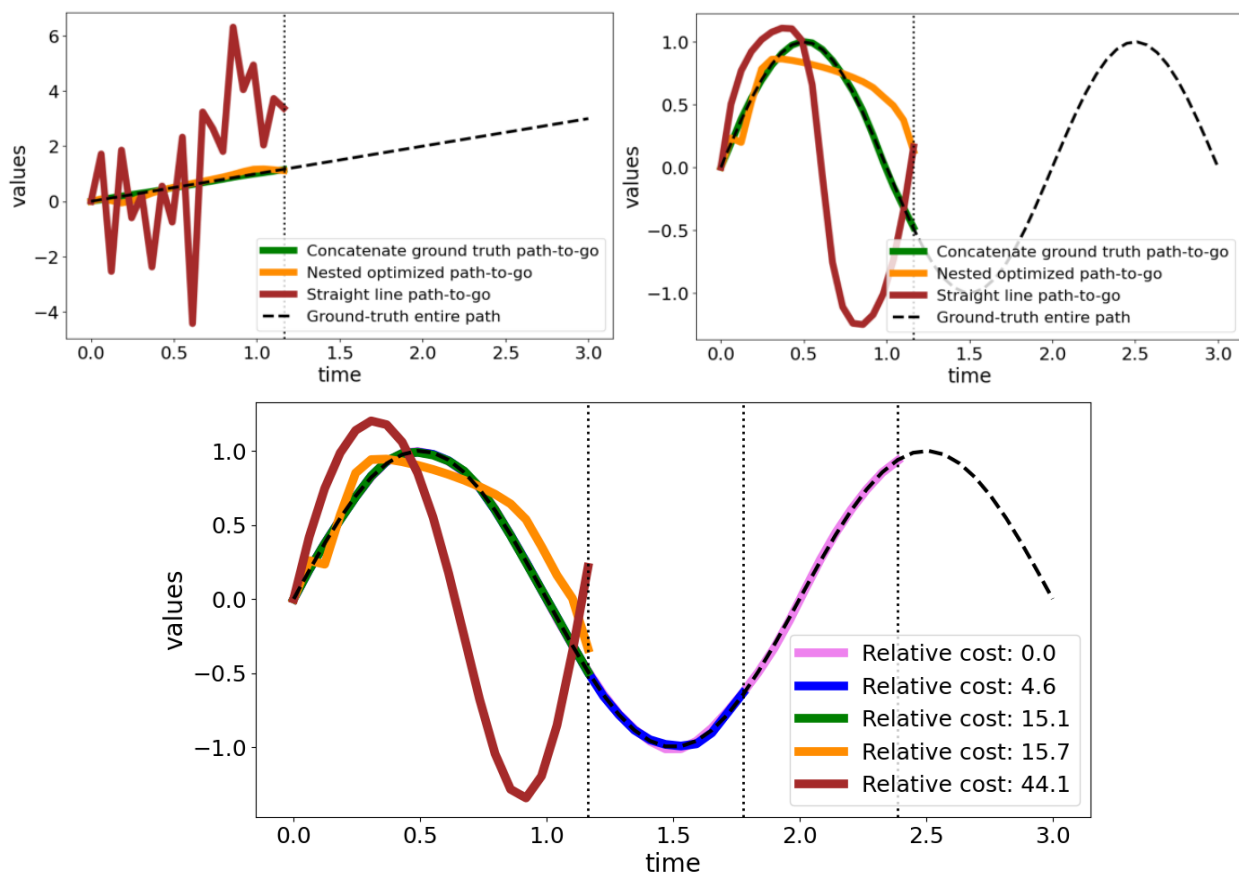 6
4
2
0
−2
−4
values
0.0 0.5 1.0 1.5 2.0 2.5 3.0
time
Concatenate ground truth path-to-go
Nested optimized path-to-go
Straight line path-to-go
Ground-truth entire path
1.0
0.5
0.0
−0.5
−1.0
values
0.0 0.5 1.0 1.5 2.0 2.5 3.0
time
Concatenate ground truth path-to-go
Nested optimized path-to-go
Straight line path-to-go
Ground-truth entire path
1.0
0.5
0.0
−0.5
−1.0
values
0.0 0.5 1.0 1.5 2.0 2.5 3.0
time
Relative cost: 0.0
Relative cost: 4.6
Relative cost: 15.1
Relative cost: 15.7
Relative cost: 44.1